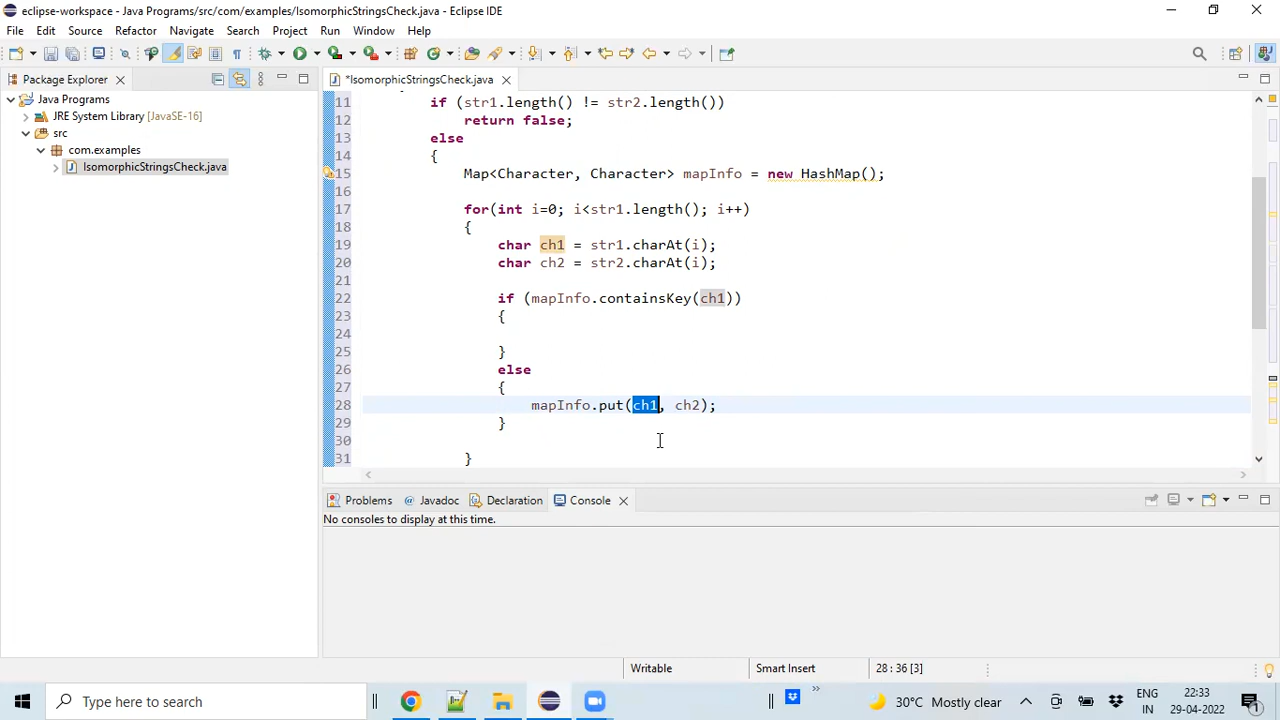 eclipse-workspace - Java Programs/src/com/examples/IsomorphicStringsCheck.java - Eclipse IDE
File Edit Source Refactor Navigate Search Project Run Window Help
Package Explorer
*IsomorphicStringsCheck.java
Java Programs
JRE System Library [JavaSE-16]
src
com.examples
IsomorphicStringsCheck.java
11 if (str1.length() != str2.length())
12 return false;
13 else
14 {
15 Map<Character, Character> mapInfo = new HashMap();
16
17 for(int i=0; i<str1.length(); i++)
18 {
19 char ch1 = str1.charAt(i);
20 char ch2 = str2.charAt(i);
21
22 if (mapInfo.containsKey(ch1))
23 {
24
25 }
26 else
27 {
28 mapInfo.put(ch1, ch2);
29 }
30
31 }
Problems @ Javadoc Declaration Console
No consoles to display at this time.
Writable Smart Insert 28 : 36 [3]
Type here to search
30°C Mostly clear
ENG
IN
22:33
29-04-2022
1